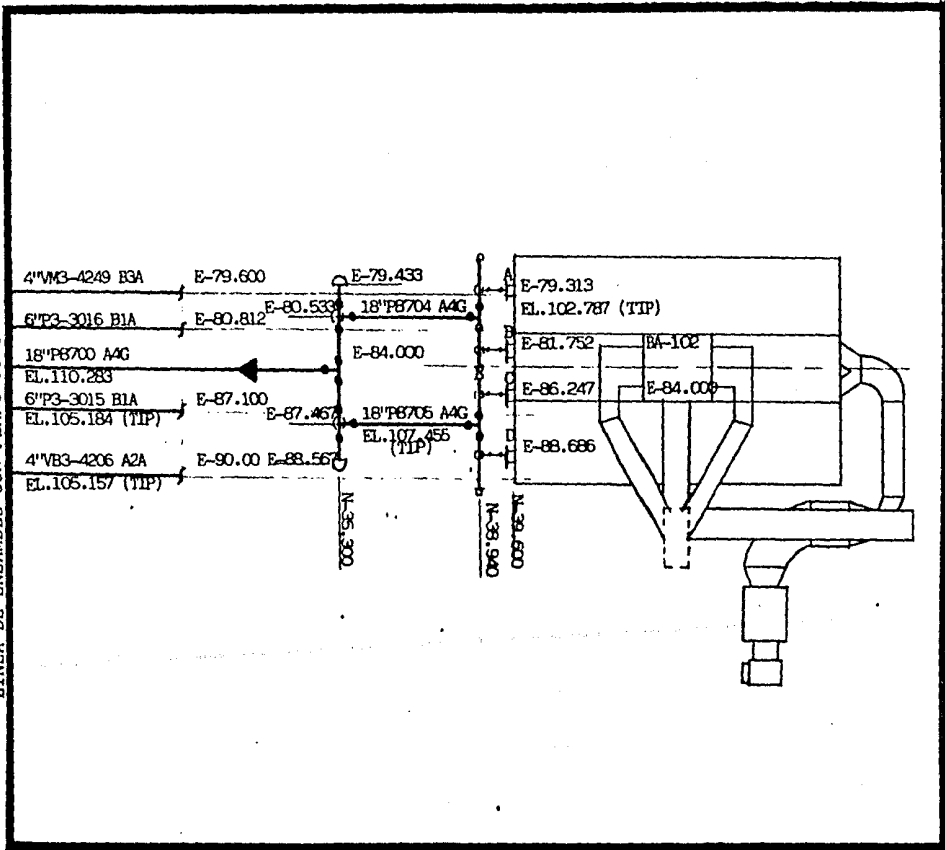 4"VM3-4249 B3A
E-79.600
E-79.433
A
E-79.313
EL.102.787 (TIP)
E-80.533
18"P8704 A4G
6"P3-3016 B1A
E-80.812
B
E-81.752
BA-102
18"P8700 A4G
E-84.000
EL.110.283
E-86.247
E-84.000
6"P3-3015 B1A
E-87.100
E-87.467
18"P8705 A4G
EL.105.184 (TIP)
EL.107.455
(TIP)
D
E-88.686
4"VB3-4206 A2A
E-90.00
E-88.567
EL.105.157 (TIP)
N-35.300
N-38.940
N-39.600